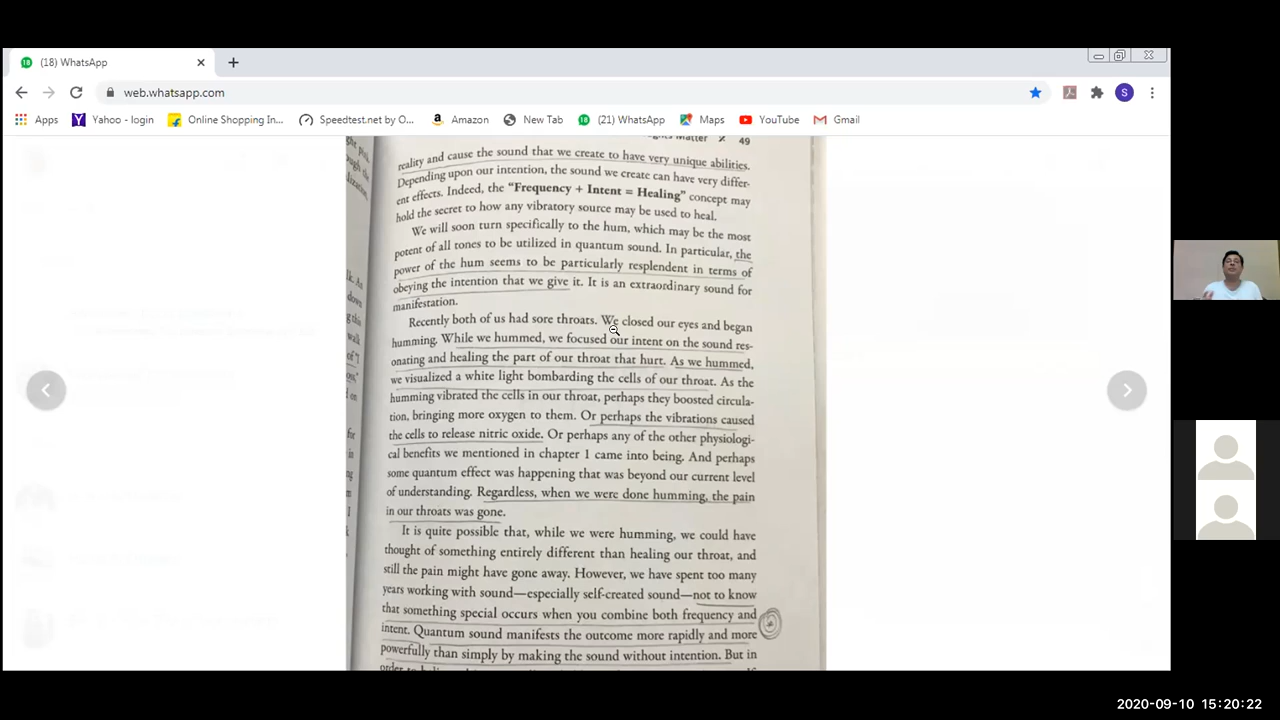 (18) WhatsApp
web.whatsapp.com
S
Apps
Yahoo - login
Online Shopping In...
Speedtest.net by O...
Amazon
New Tab
(21) WhatsApp
Maps
YouTube
Gmail
Matter 49
reality and cause the sound that we create to have very unique abilities.
Depending upon our intention, the sound we create can have very differ-
ent effects. Indeed, the “Frequency + Intent = Healing” concept may
hold the secret to how any vibratory source may be used to heal.
We will soon turn specifically to the hum, which may be the most
potent of all tones to be utilized in quantum sound. In particular, the
power of the hum seems to be particularly resplendent in terms of
obeying the intention that we give it. It is an extraordinary sound for
manifestation.
Recently both of us had sore throats. We closed our eyes and began
humming. While we hummed, we focused our intent on the sound res-
onating and healing the part of our throat that hurt. As we hummed,
we visualized a white light bombarding the cells of our throat. As the
humming vibrated the cells in our throat, perhaps they boosted circula-
tion, bringing more oxygen to them. Or perhaps the vibrations caused
the cells to release nitric oxide. Or perhaps any of the other physiologi-
cal benefits we mentioned in chapter 1 came into being. And perhaps
some quantum effect was happening that was beyond our current level
of understanding. Regardless, when we were done humming, the pain
in our throats was gone.
It is quite possible that, while we were humming, we could have
thought of something entirely different than healing our throat, and
still the pain might have gone away. However, we have spent too many
years working with sound—especially self-created sound—not to know
that something special occurs when you combine both frequency and
intent. Quantum sound manifests the outcome more rapidly and more
powerfully than simply by making the sound without intention. But in
2020-09-10 15:20:22